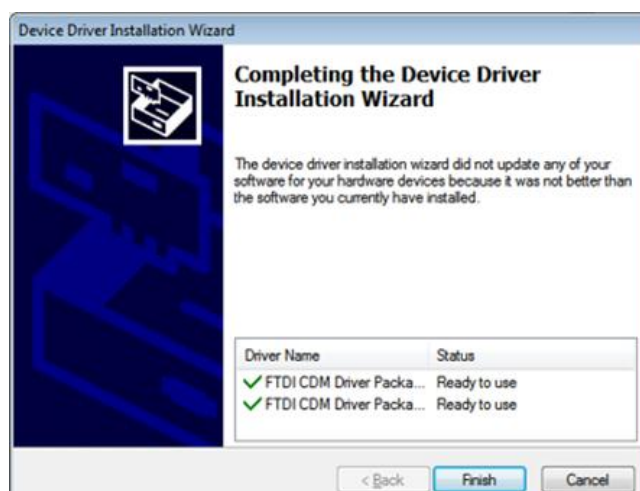 Device Driver Installation Wizard
Completing the Device Driver
Installation Wizard
The device driver installation wizard did not update any of your
software for your hardware devices because it was not better than
the software you currently have installed.
Driver Name Status
FTDI CDM Driver Packa... Ready to use
FTDI CDM Driver Packa... Ready to use
< Back Finish Cancel